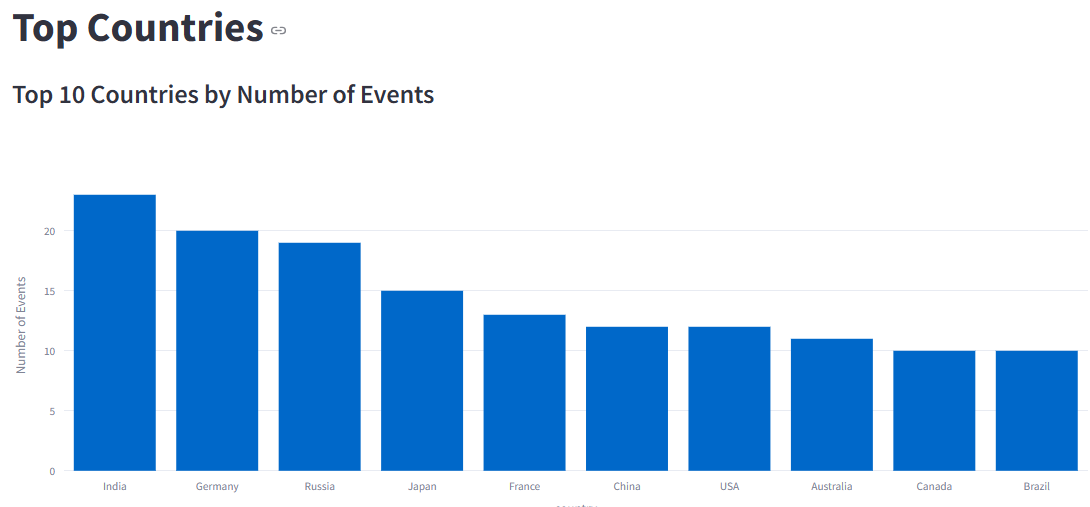 Top Countries
Top 10 Countries by Number of Events
Number of Events
20
15
10
5
0
India Germany Russia Japan France China USA Australia Canada Brazil